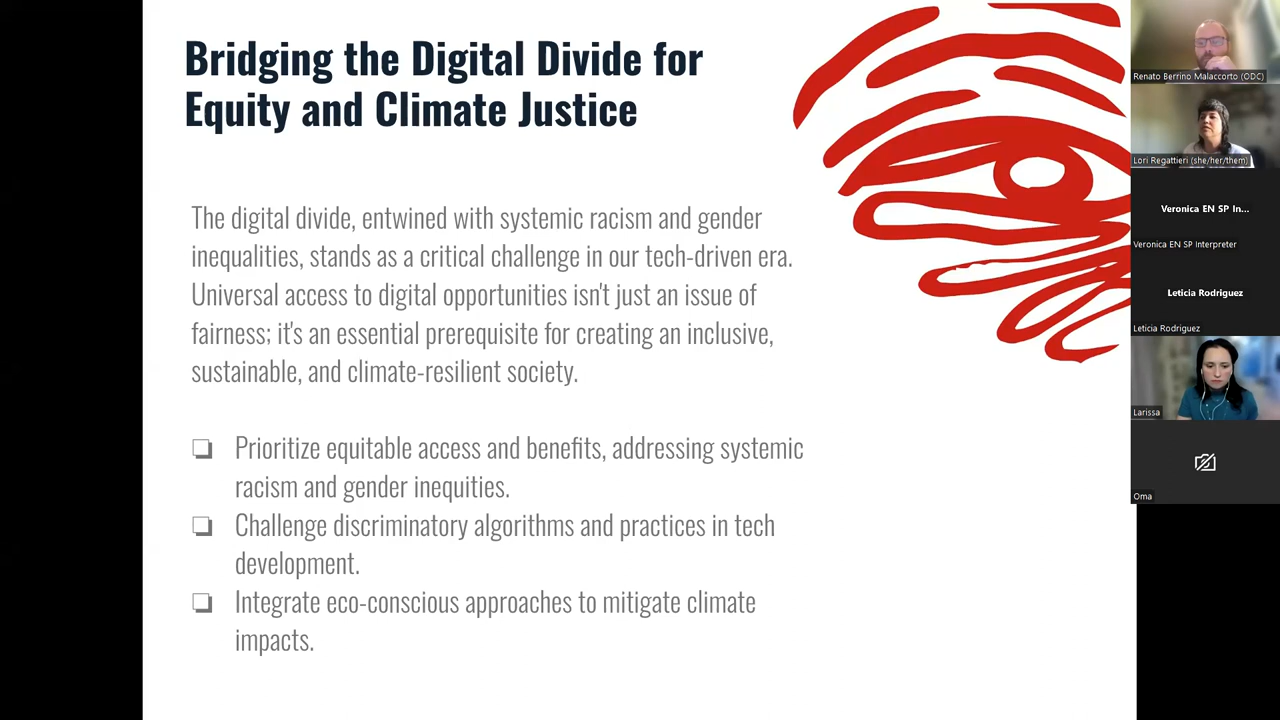 Bridging the Digital Divide for
Equity and Climate Justice
The digital divide, entwined with systemic racism and gender
inequalities, stands as a critical challenge in our tech-driven era.
Universal access to digital opportunities isn't just an issue of
fairness; it's an essential prerequisite for creating an inclusive,
sustainable, and climate-resilient society.
❏ Prioritize equitable access and benefits, addressing systemic
racism and gender inequities.
❏ Challenge discriminatory algorithms and practices in tech
development.
❏ Integrate eco-conscious approaches to mitigate climate
impacts.
Renato Berrino Malaccorto (ODC)
Lori Regattieri (she/her/them)
Veronica EN SP In...
Veronica EN SP Interpreter
Leticia Rodriguez
Leticia Rodriguez
Larissa
Oma